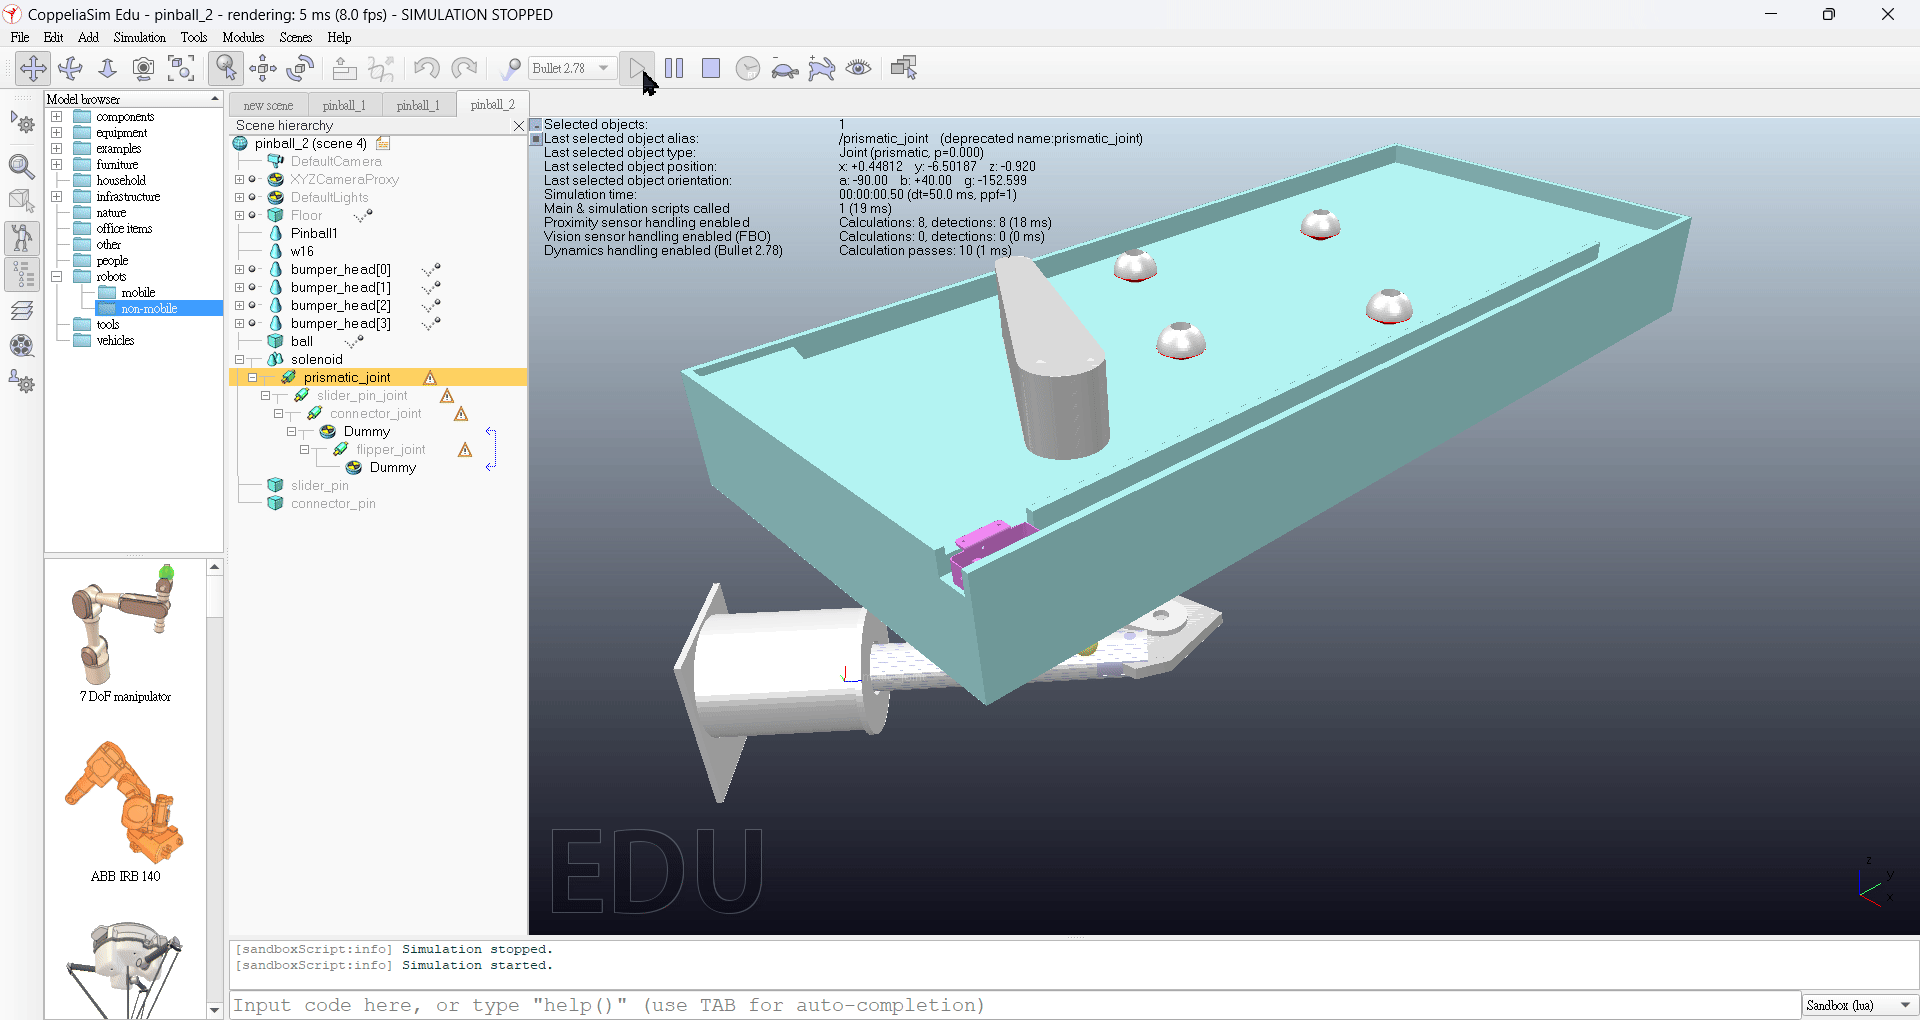 CoppeliaSim Edu - pinball_2 - rendering: 5 ms (8.0 fps) - SIMULATION STOPPED
File Edit Add Simulation Tools Modules Scenes Help
Bullet 2.78
Model browser
components
equipment
examples
furniture
household
infrastructure
nature
office items
other
people
robots
mobile
non-mobile
tools
vehicles
7 DoF manipulator
ABB IRB 140
new scene pinball_1 pinball_1 pinball_2
Scene hierarchy
pinball_2 (scene 4)
DefaultCamera
XYZCameraProxy
DefaultLights
Floor
Pinball1
w16
bumper_head[0]
bumper_head[1]
bumper_head[2]
bumper_head[3]
ball
solenoid
prismatic_joint
slider_pin_joint
connector_joint
Dummy
flipper_joint
Dummy
slider_pin
connector_pin
Selected objects: 1
Last selected object alias: /prismatic_joint (deprecated name:prismatic_joint)
Last selected object type: Joint (prismatic, p=0.000)
Last selected object position: x: +0.44812 y: -6.50187 z: -0.920
Last selected object orientation: a: -90.00 b: +40.00 g: -152.599
Simulation time: 00:00:00.50 (dt=50.0 ms, ppf=1)
Main & simulation scripts called 1 (19 ms)
Proximity sensor handling enabled Calculations: 8, detections: 8 (18 ms)
Vision sensor handling enabled (FBO) Calculations: 0, detections: 0 (0 ms)
Dynamics handling enabled (Bullet 2.78) Calculation passes: 10 (1 ms)
EDU
z
y
x
[sandboxScript:info] Simulation stopped.
[sandboxScript:info] Simulation started.
Input code here, or type "help()" (use TAB for auto-completion)
Sandbox (lua)